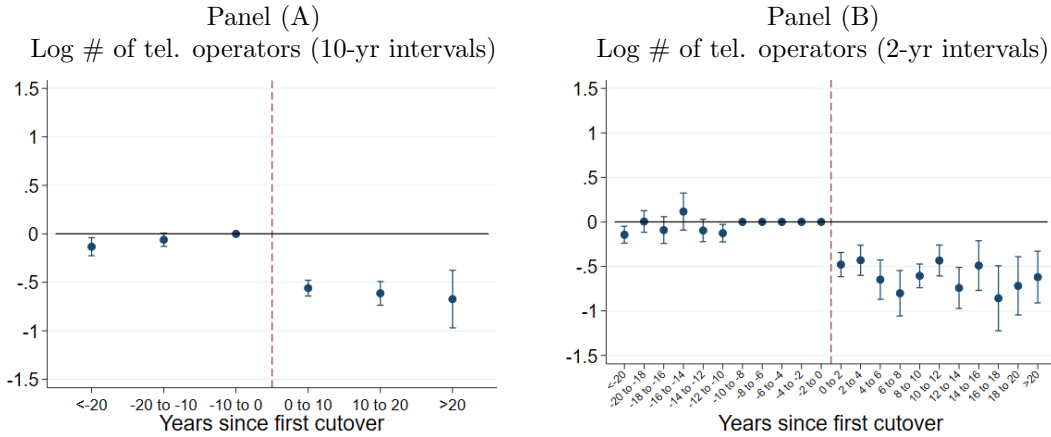 Panel (A)
Log # of tel. operators (10-yr intervals)
1.5
1
.5
0
-.5
-1
-1.5
<-20
-20 to -10
-10 to 0
0 to 10
10 to 20
>20
Years since first cutover
Panel (B)
Log # of tel. operators (2-yr intervals)
1.5
1
.5
0
-.5
-1
-1.5
<-20
-20 to -18
-18 to -16
-16 to -14
-14 to -12
-12 to -10
-10 to -8
-8 to -6
-6 to -4
-4 to -2
-2 to 0
0 to 2
2 to 4
4 to 6
6 to 8
8 to 10
10 to 12
12 to 14
14 to 16
16 to 18
18 to 20
>20
Years since first cutover